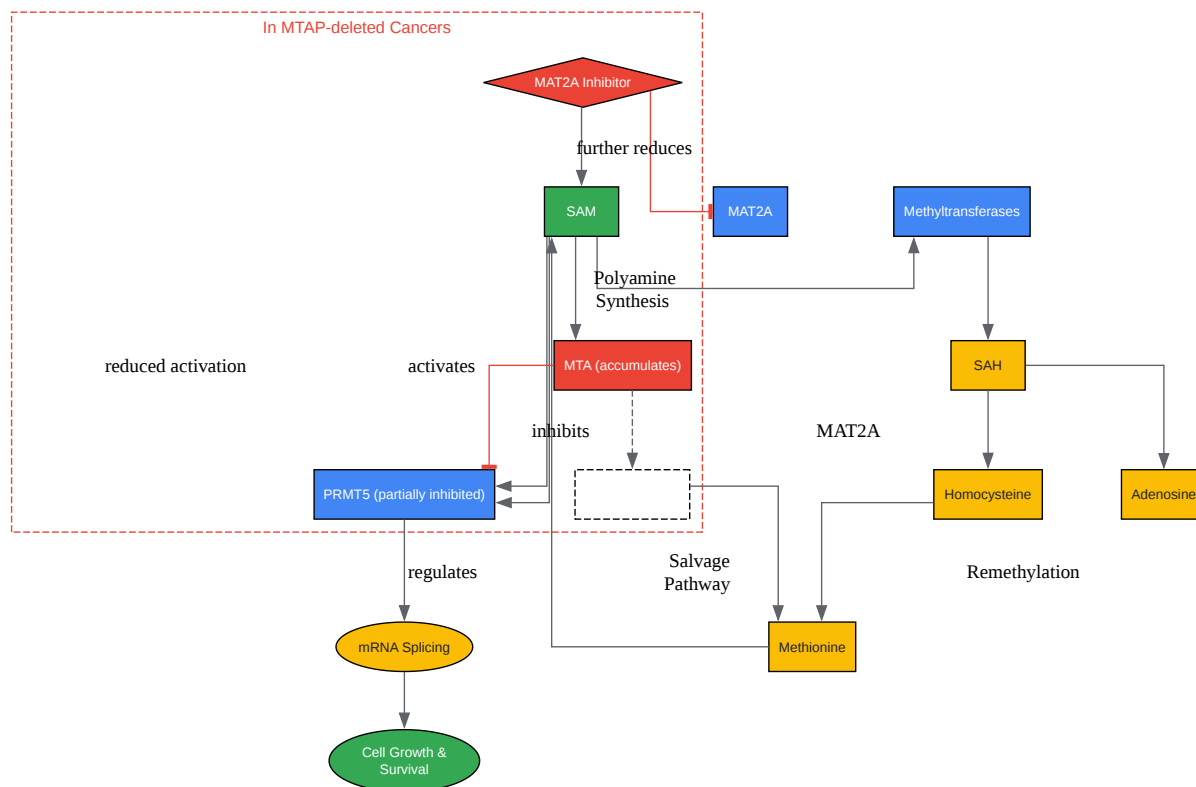 In MTAP-deleted Cancers
MAT2A Inhibitor
further reduces
SAM
MAT2A
Methyltransferases
Polyamine
Synthesis
reduced activation
activates
MTA (accumulates)
SAH
inhibits
MAT2A
PRMT5 (partially inhibited)
Homocysteine
Adenosine
regulates
Salvage
Pathway
Remethylation
mRNA Splicing
Methionine
Cell Growth &
Survival